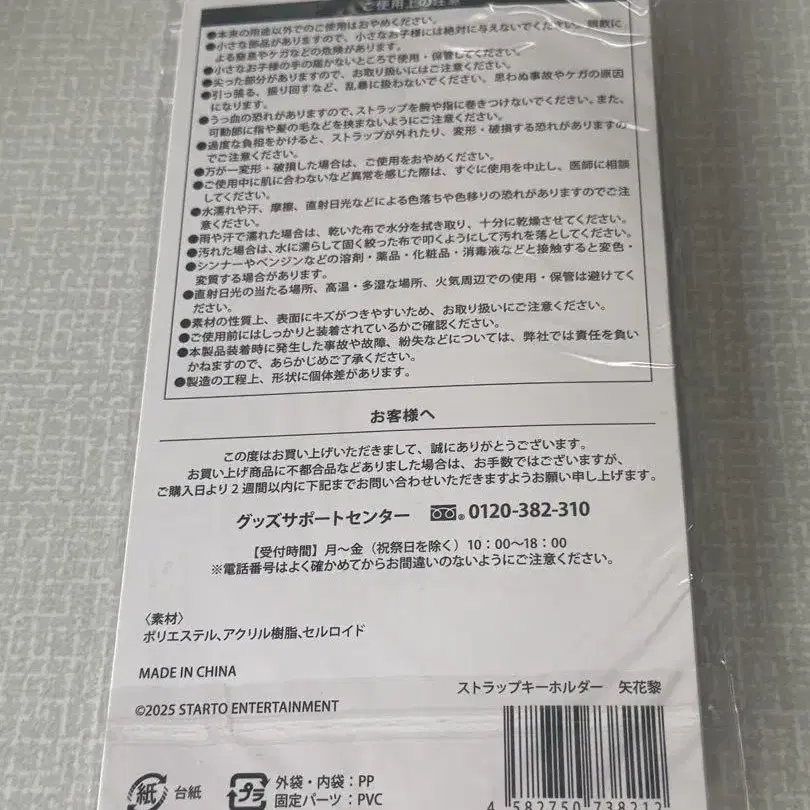 ご使用上の注意
●本来の用途以外でのご使用はおやめください。
●小さな部品がありますので、小さなお子様には絶対に与えないでください。誤飲に
よる窒息やケガなどの危険があります。
●小さなお子様の手の届かないところで使用・保管してください。
●尖った部分がありますので、お取り扱いにはご注意ください。
●引っ張る、振り回すなど、乱暴に扱わないでください。思わぬ事故やケガの原因
になります。
●うっ血の恐れがありますので、ストラップを腕や指に巻きつけないでください。また、
可動部に指や髪の毛などを挟まないようにご注意ください。
●過度な負担をかけると、ストラップが外れたり、変形・破損する恐れがありますの
でご注意ください。
●万が一変形・破損した場合は、ご使用をおやめください。
●ご使用中に肌に合わないなど異常を感じた際は、すぐに使用を中止し、医師に相談
してください。
●水濡れや汗、摩擦、直射日光などによる色落ちや色移りの恐れがありますのでご注
意ください。
●雨や汗で濡れた場合は、乾いた布で水分を拭き取り、十分に乾燥させてください。
●汚れた場合は、水に濡らして固く絞った布で叩くようにして汚れを落としてください。
●シンナーやベンジンなどの溶剤・薬品・化粧品・消毒液などと接触すると変色・
変質する場合があります。
●直射日光の当たる場所、高温・多湿な場所、火気周辺での使用・保管は避けてく
ださい。
●素材の性質上、表面にキズがつきやすいため、お取り扱いにご注意ください。
●ご使用前にはしっかりと装着されているかご確認ください。
●本製品装着時に発生した事故や故障、紛失などについては、弊社では責任を負い
かねますので、あらかじめご了承ください。
●製造の工程上、形状に個体差があります。
お客様へ
この度はお買い上げいただきまして、誠にありがとうございます。
お買い上げ商品に不都合品などありました場合は、お手数ではございますが、
ご購入日より2週間以内に下記までお問い合わせいただきますようお願い申し上げます。
グッズサポートセンター 0120-382-310
【受付時間】月〜金（祝祭日を除く）10：00〜18：00
※電話番号はよく確かめてからお間違いのないようにご注意ください。
〈素材〉
ポリエステル、アクリル樹脂、セルロイド
MADE IN CHINA
ストラップキーホルダー 矢花黎
©2025 STARTO ENTERTAINMENT
紙 台紙
プラ 外袋・内袋：PP
固定パーツ：PVC
4 582750 738212